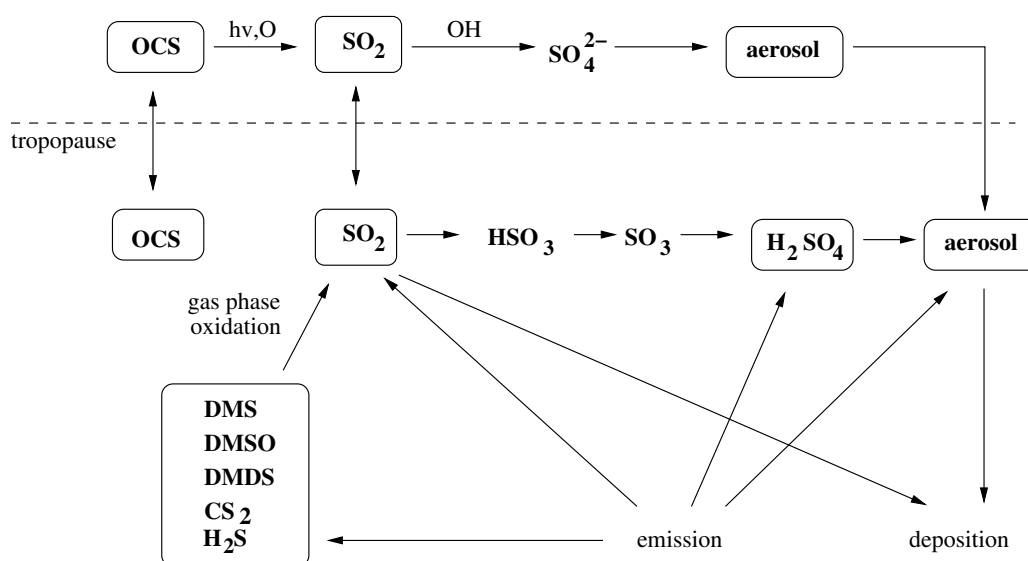 OCS hν,O SO2 OH SO4^2− aerosol
tropopause
OCS SO2 HSO3 SO3 H2SO4 aerosol
gas phase
oxidation
DMS
DMSO
DMDS
CS2
H2S
emission deposition